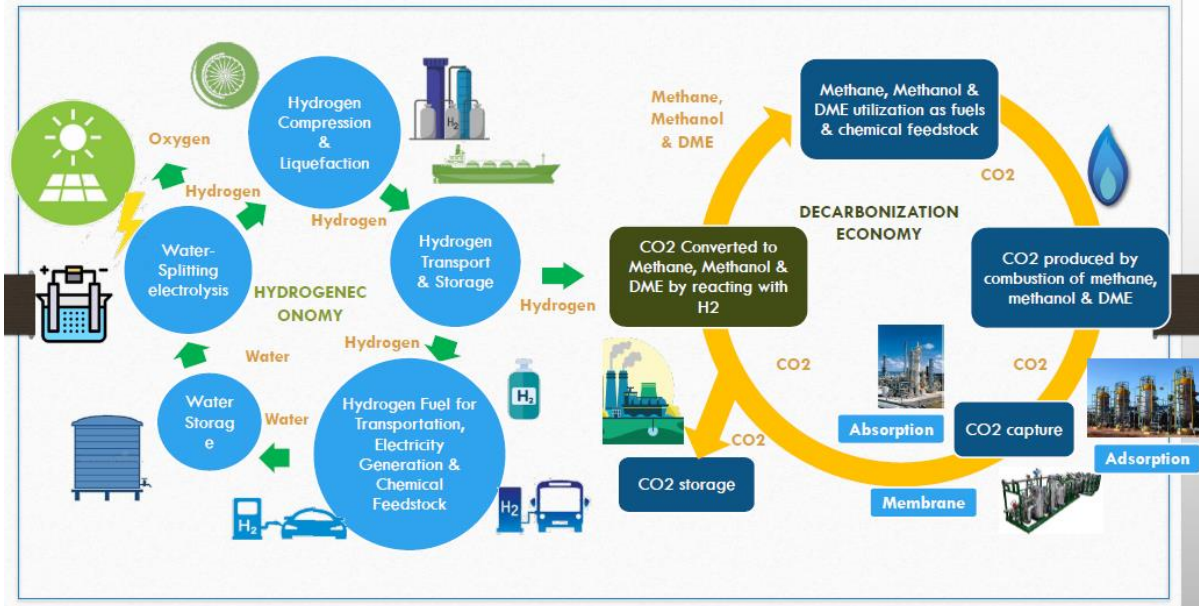 Hydrogen
Compression
&
Liquefaction
H2
Oxygen
Hydrogen
Hydrogen
Water-
Splitting
electrolysis
Hydrogen
Transport
& Storage
HYDROGENEC
ONOMY
Hydrogen
Hydrogen
Water
Water
Storag
e
Water
Hydrogen Fuel for
Transportation,
Electricity
Generation &
Chemical
Feedstock
H2
H2
H2
Methane,
Methanol
& DME
Methane, Methanol &
DME utilization as fuels
& chemical feedstock
CO2
DECARBONIZATION
ECONOMY
CO2 Converted to
Methane, Methanol &
DME by reacting with
H2
CO2 produced by
combustion of methane,
methanol & DME
CO2
CO2
Absorption
CO2 capture
Adsorption
CO2
CO2 storage
Membrane